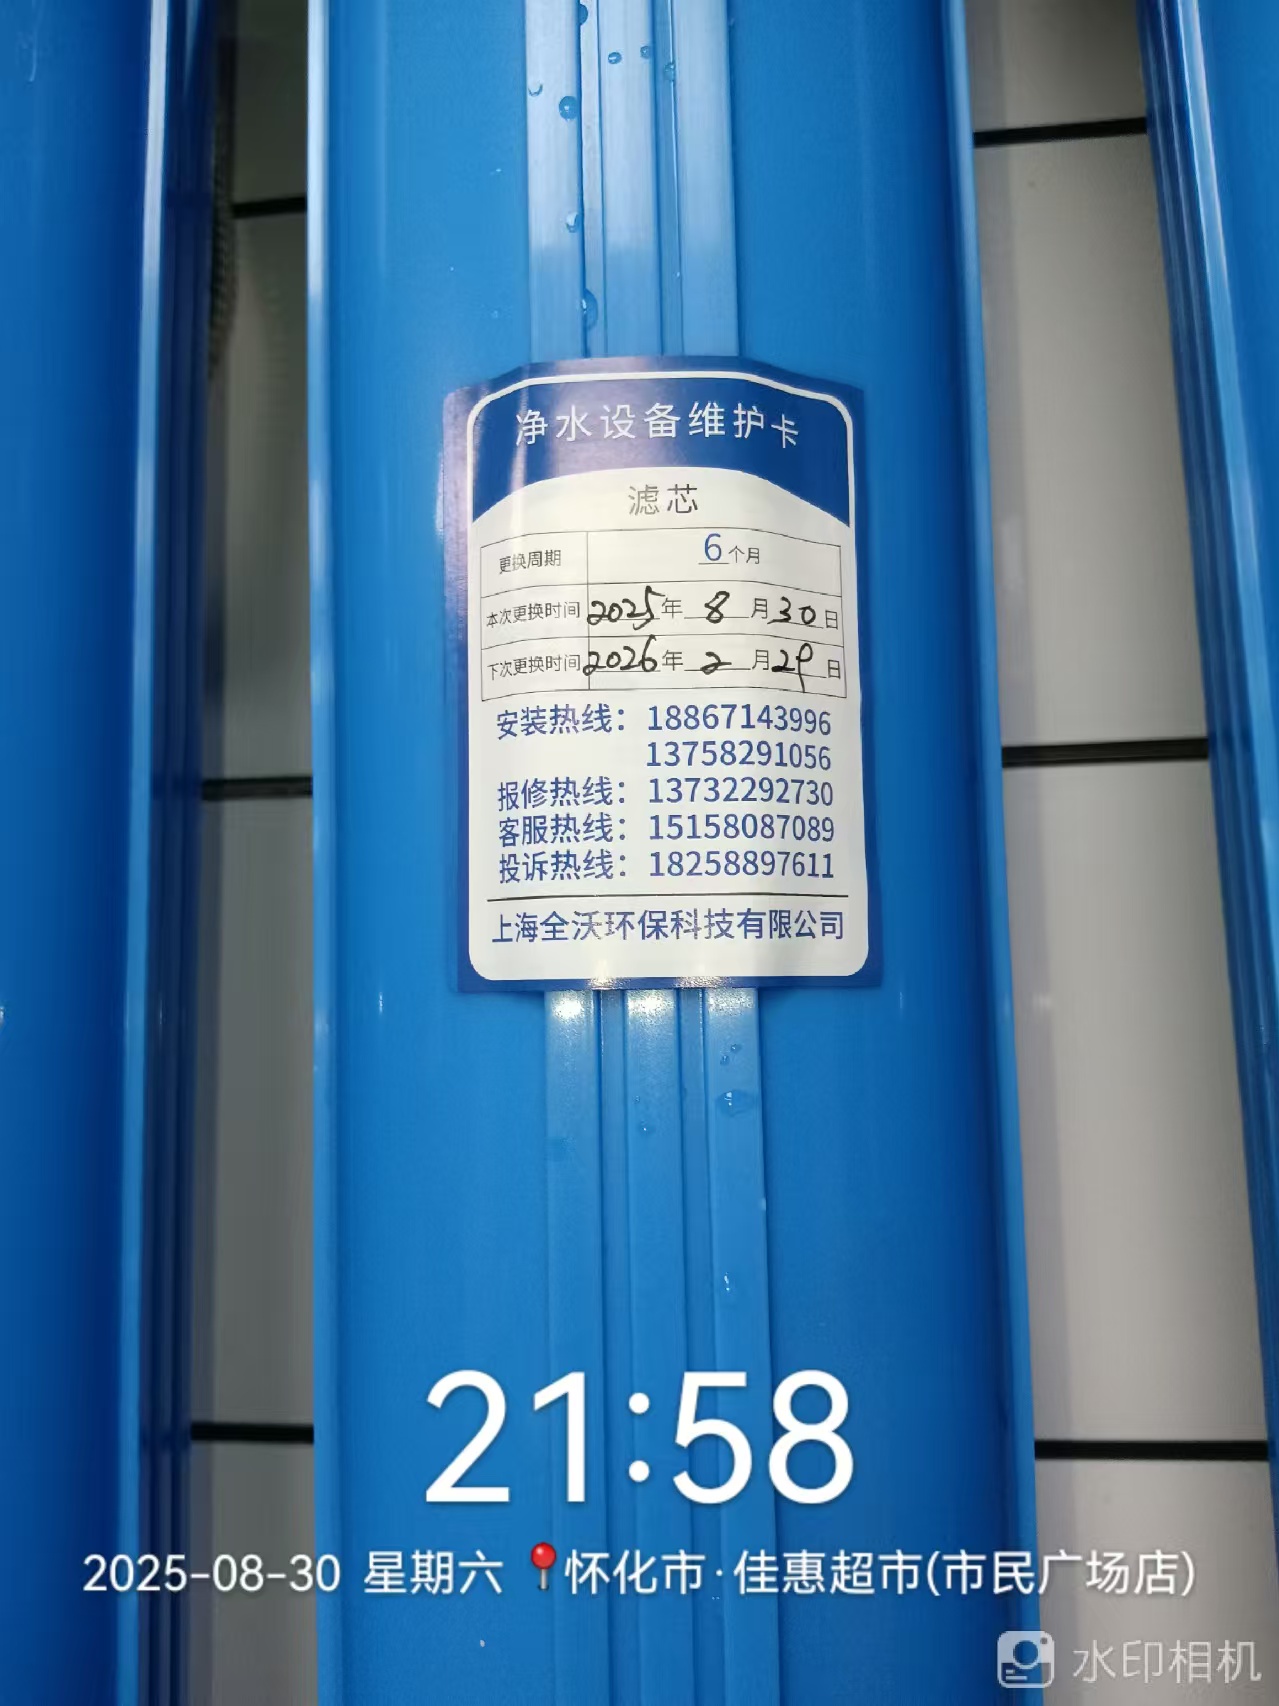 净水设备维护卡
滤芯
更换周期 6个月
本次更换时间 2025年 8 月30日
下次更换时间 2026年 2 月29日
安装热线：18867143996
13758291056
报修热线：13732292730
客服热线：15158087089
投诉热线：18258897611
上海全沃环保科技有限公司
21:58
2025-08-30 星期六 📍怀化市·佳惠超市(市民广场店)
水印相机